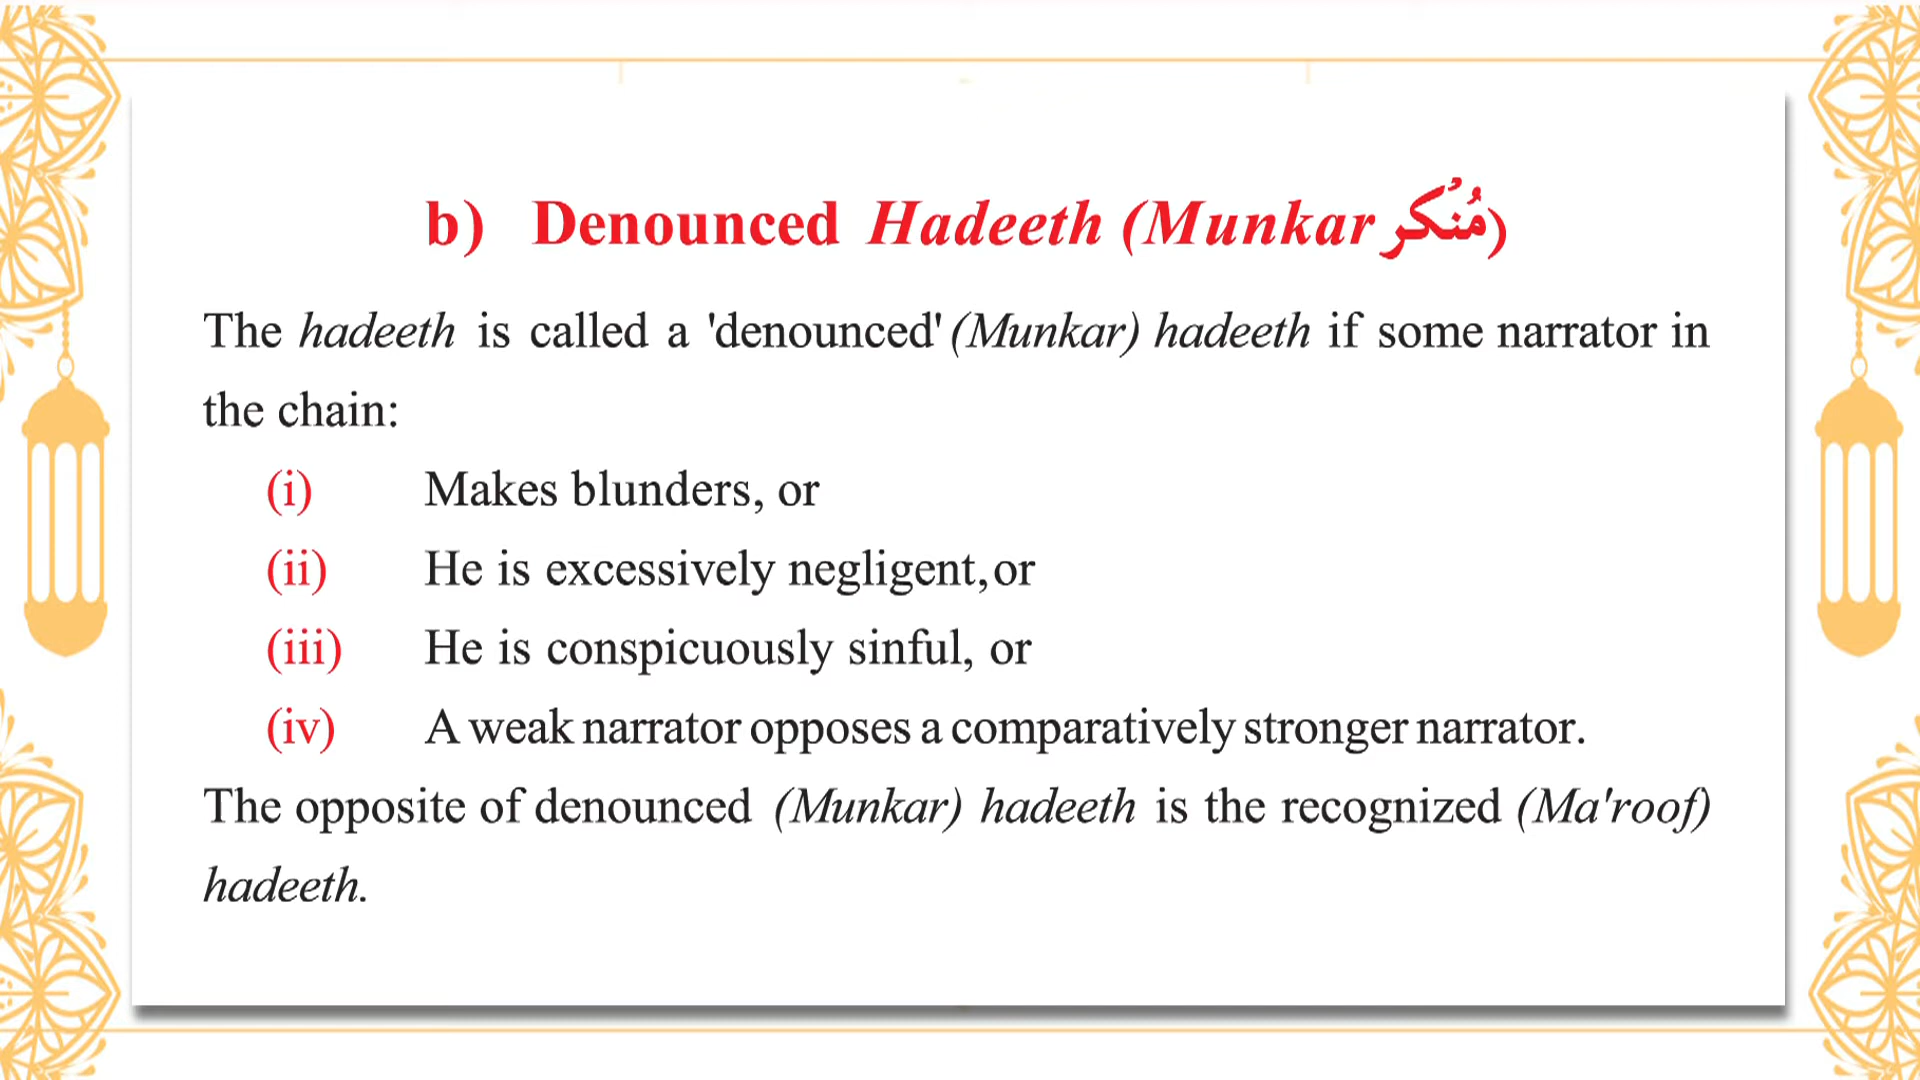 b) Denounced Hadeeth (Munkar مُنْكَر)
The hadeeth is called a 'denounced' (Munkar) hadeeth if some narrator in
the chain:
(i) Makes blunders, or
(ii) He is excessively negligent, or
(iii) He is conspicuously sinful, or
(iv) A weak narrator opposes a comparatively stronger narrator.
The opposite of denounced (Munkar) hadeeth is the recognized (Ma'roof)
hadeeth.